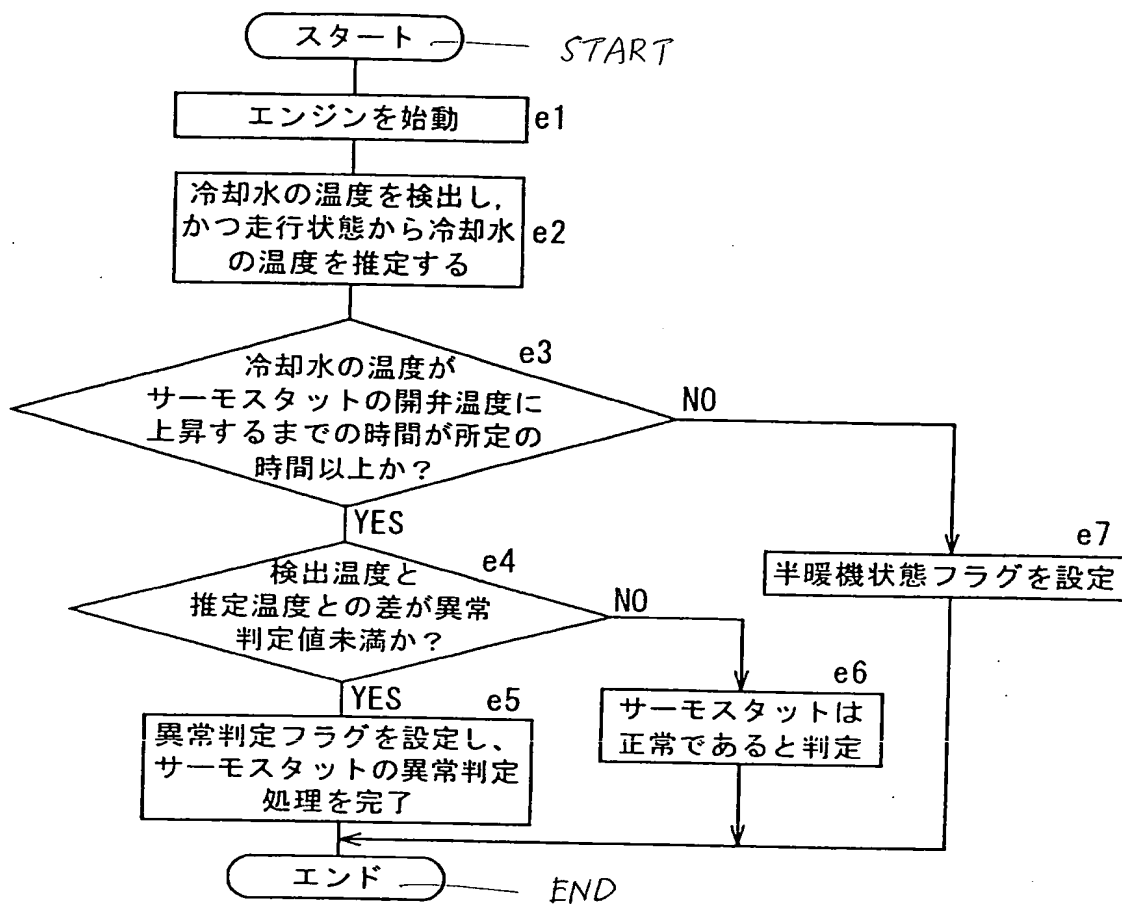 スタート
START
エンジンを始動
e1
冷却水の温度を検出し,
かつ走行状態から冷却水
の温度を推定する
e2
e3
冷却水の温度が
サーモスタットの開弁温度に
上昇するまでの時間が所定の
時間以上か？
NO
YES
e4
検出温度と
推定温度との差が異常
判定値未満か？
NO
YES
e7
半暖機状態フラグを設定
e6
サーモスタットは
正常であると判定
e5
異常判定フラグを設定し、
サーモスタットの異常判定
処理を完了
エンド
END